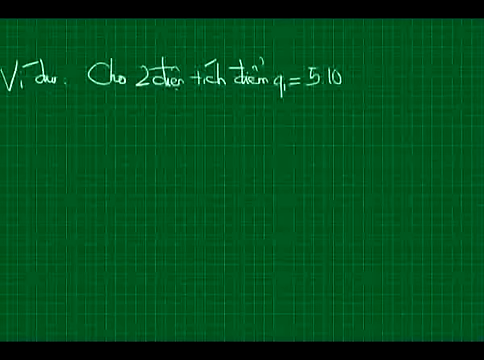 Ví dụ: Cho 2 điện tích điểm q₁ = 5.10